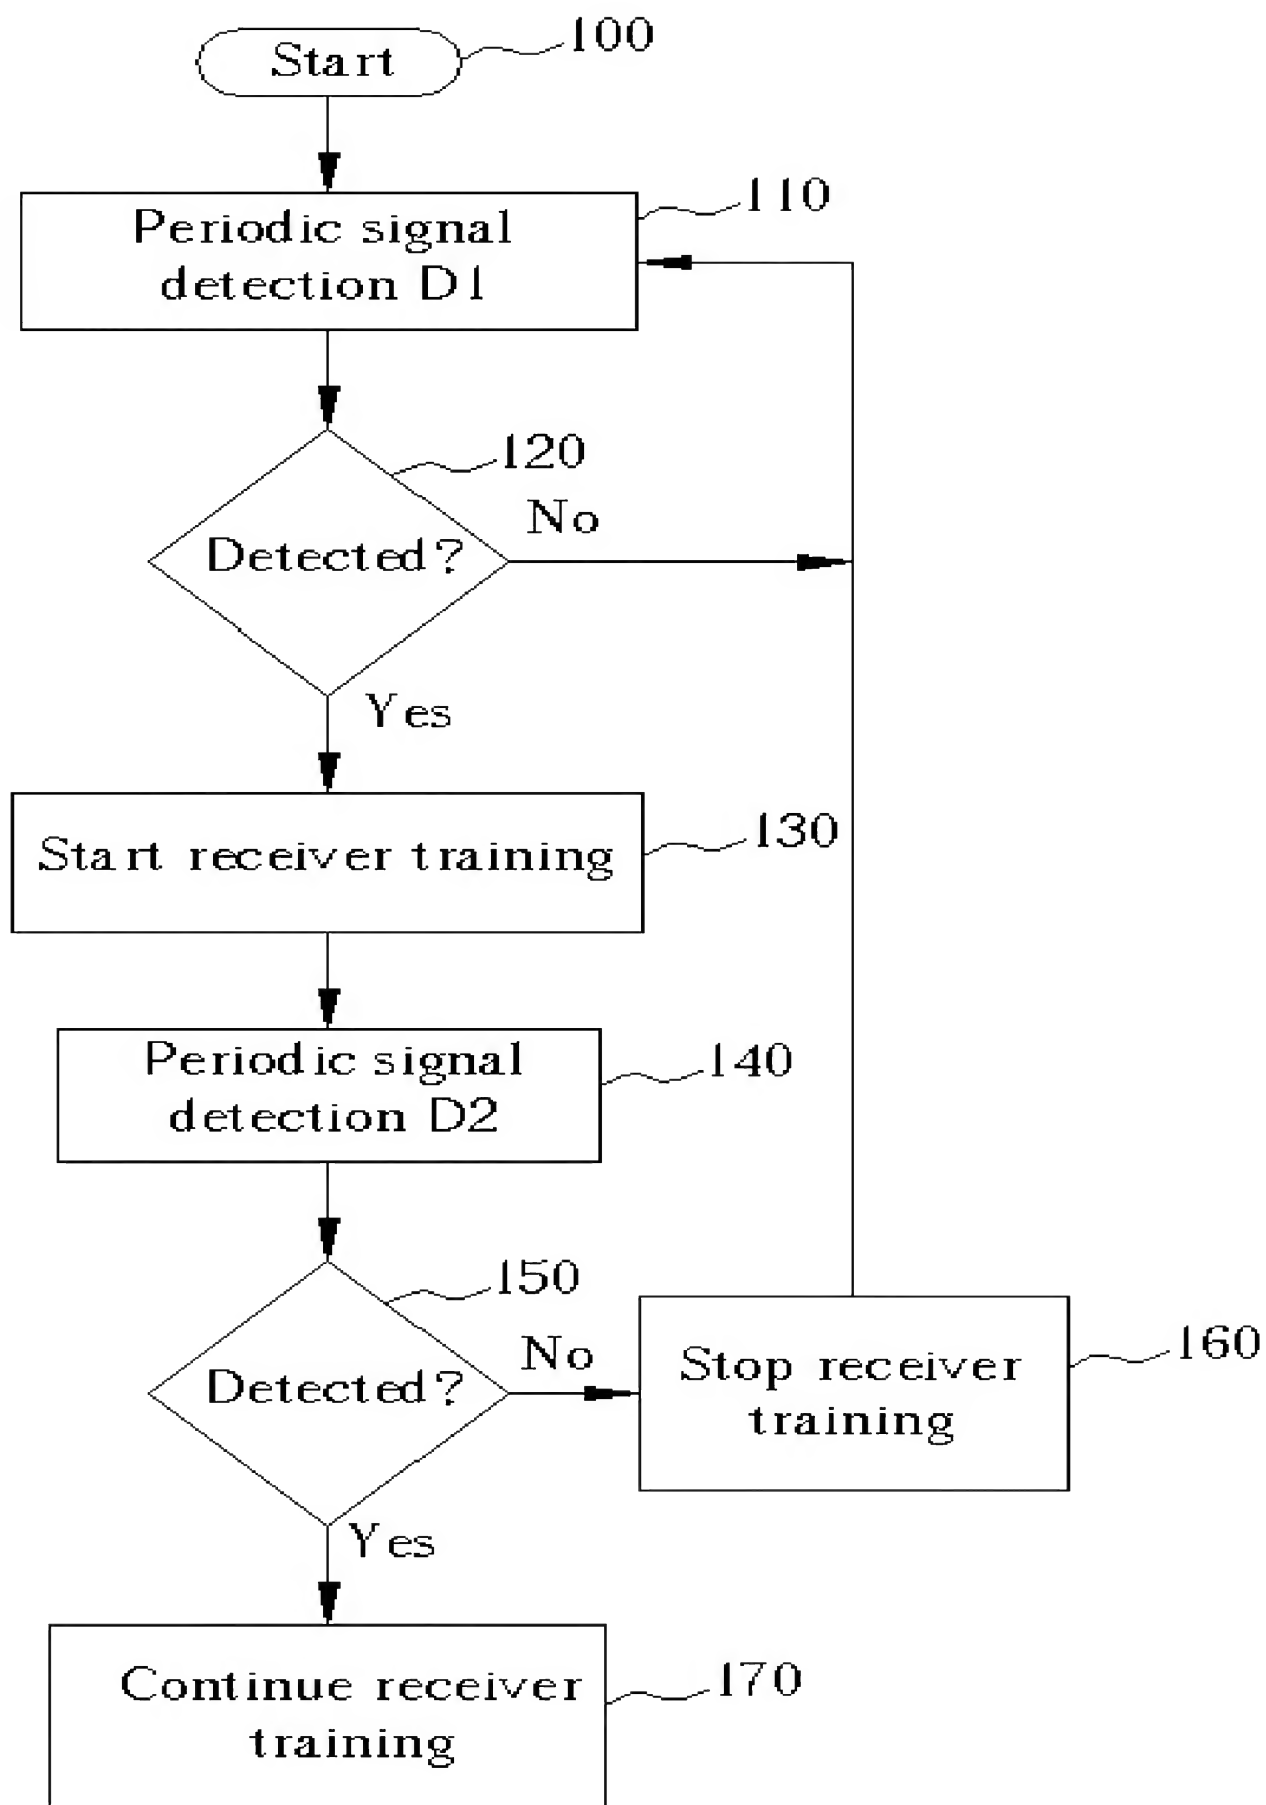 Start
100
Periodic signal
detection D1
110
120
Detected?
No
Yes
Start receiver training
130
Periodic signal
detection D2
140
150
Detected?
No
Stop receiver
training
160
Yes
Continue receiver
training
170